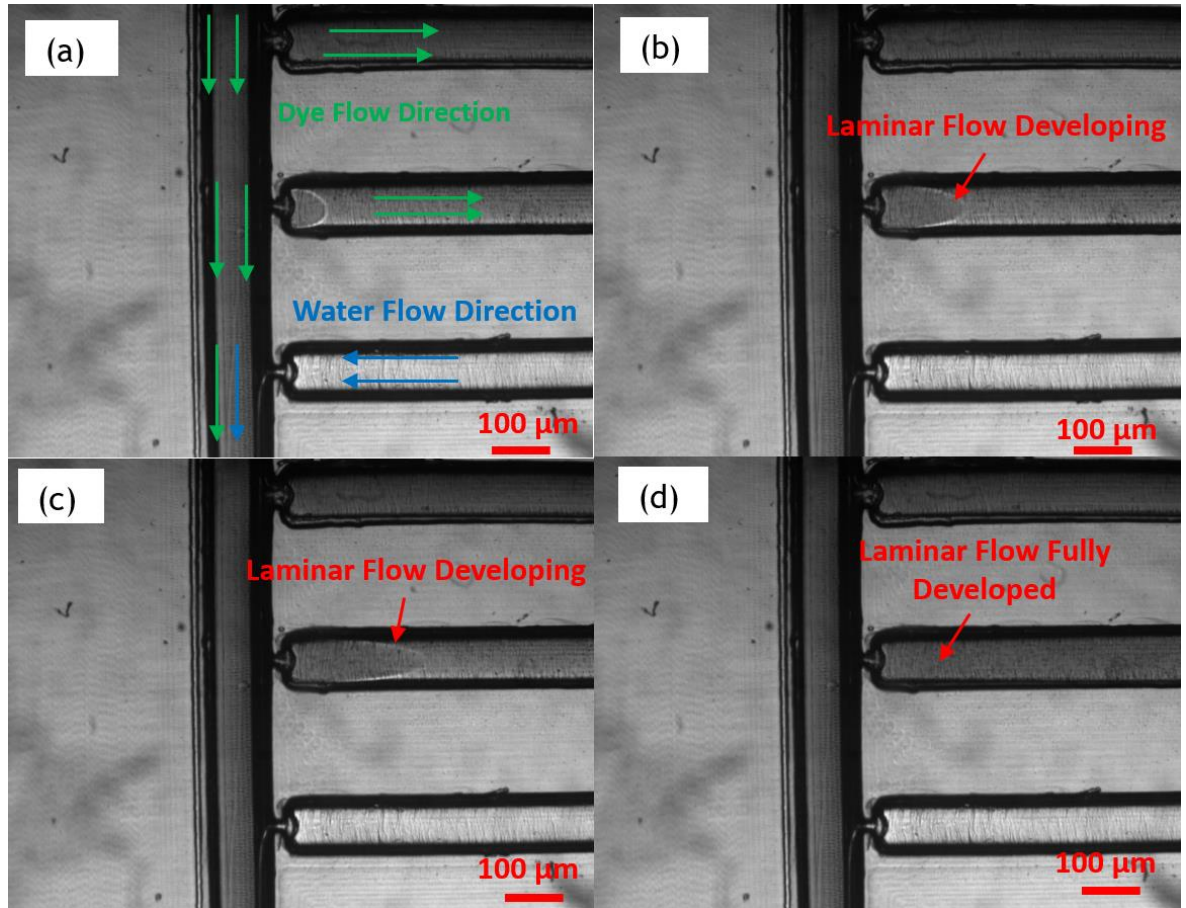 (a)
Dye Flow Direction
Water Flow Direction
100 µm
(b)
Laminar Flow Developing
100 µm
(c)
Laminar Flow Developing
100 µm
(d)
Laminar Flow Fully
Developed
100 µm